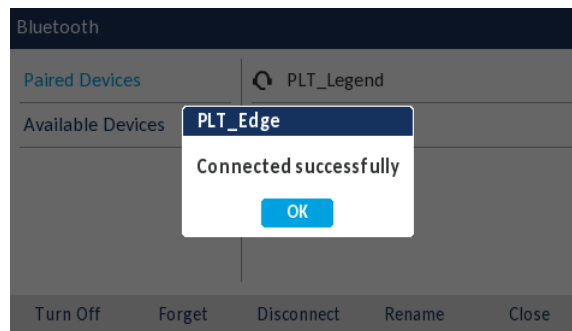 Bluetooth
Paired Devices
PLT_Legend
Available Devices
PLT_Edge
Connected successfully
OK
Turn Off Forget Disconnect Rename Close